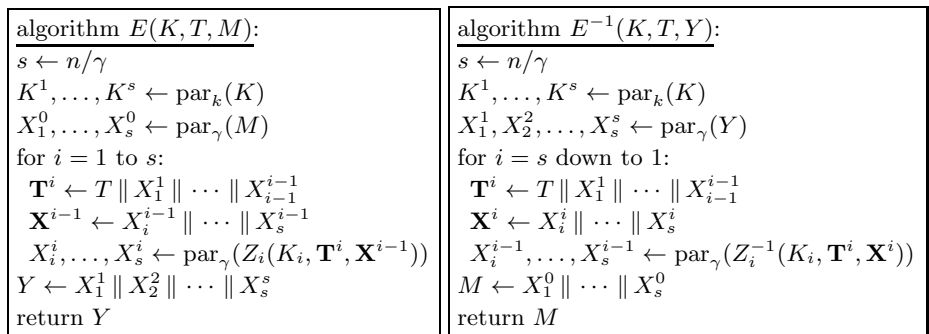 algorithm E(K, T, M):
s ← n/γ
K^1, . . . , K^s ← par_k(K)
X_1^0, . . . , X_s^0 ← par_γ(M)
for i = 1 to s:
T^i ← T ∥ X_1^1 ∥ ··· ∥ X_{i-1}^{i-1}
X^{i-1} ← X_i^{i-1} ∥ ··· ∥ X_s^{i-1}
X_i^i, . . . , X_s^i ← par_γ(Z_i(K_i, T^i, X^{i-1}))
Y ← X_1^1 ∥ X_2^2 ∥ ··· ∥ X_s^s
return Y
algorithm E^{-1}(K, T, Y):
s ← n/γ
K^1, . . . , K^s ← par_k(K)
X_1^1, X_2^2, . . . , X_s^s ← par_γ(Y)
for i = s down to 1:
T^i ← T ∥ X_1^1 ∥ ··· ∥ X_{i-1}^{i-1}
X^i ← X_i^i ∥ ··· ∥ X_s^i
X_i^{i-1}, . . . , X_s^{i-1} ← par_γ(Z_i^{-1}(K_i, T^i, X^i))
M ← X_1^0 ∥ ··· ∥ X_s^0
return M